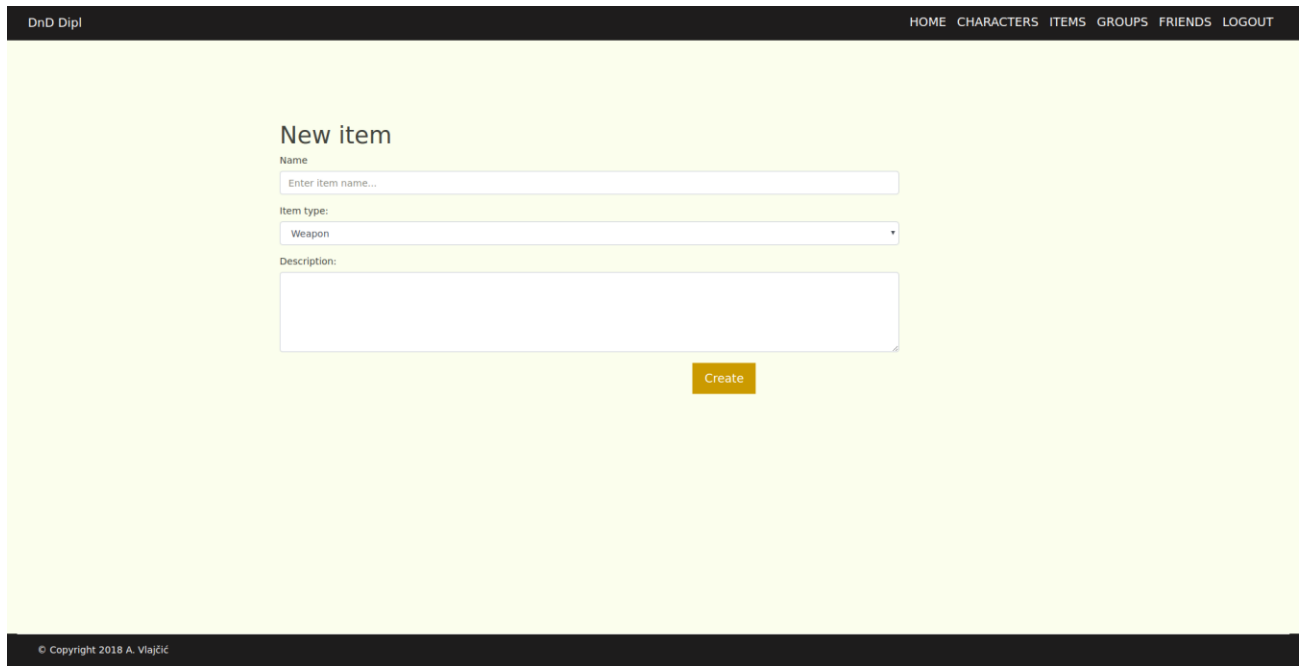 DnD Dipl
HOME CHARACTERS ITEMS GROUPS FRIENDS LOGOUT
New item
Name
Enter item name...
Item type:
Weapon
Description:
Create
© Copyright 2018 A. Vlajčić